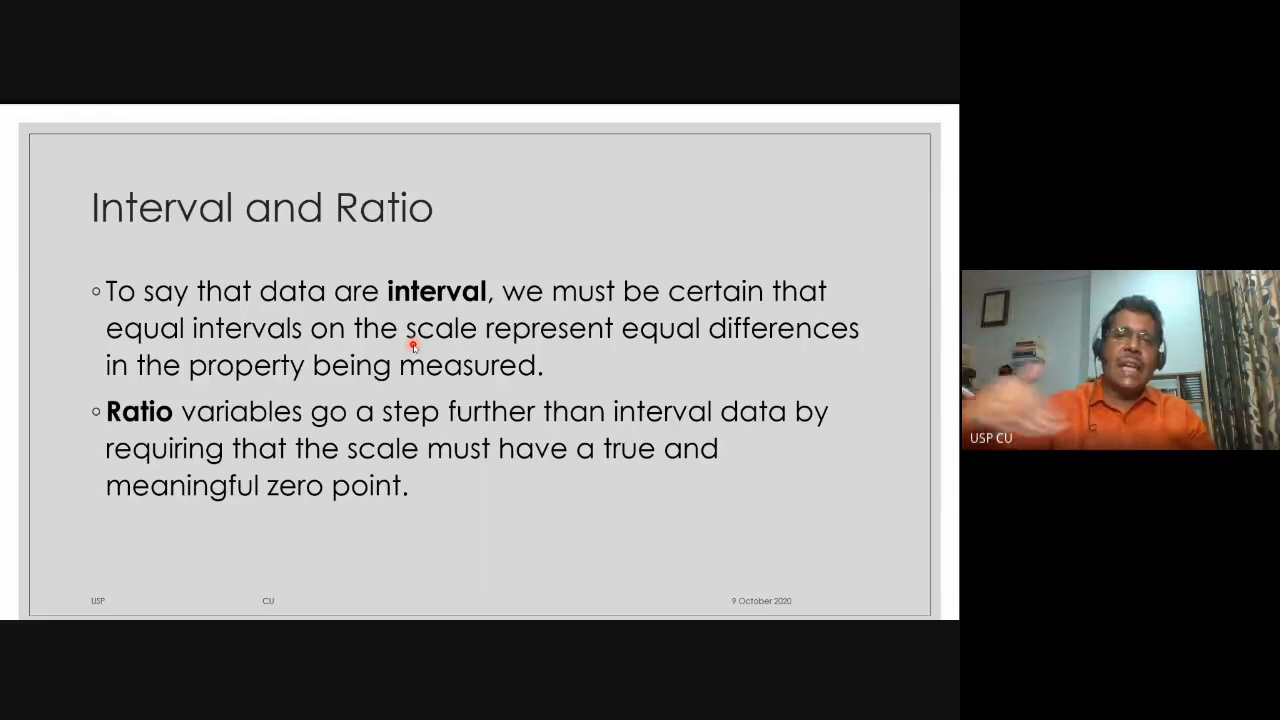 Interval and Ratio
◦To say that data are interval, we must be certain that
equal intervals on the scale represent equal differences
in the property being measured.
◦Ratio variables go a step further than interval data by
requiring that the scale must have a true and
meaningful zero point.
USP CU 9 October 2020
USP CU